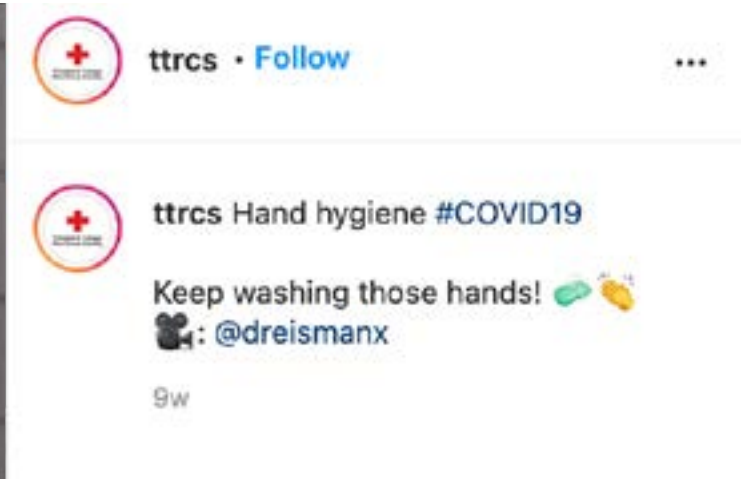 ttrcs • Follow
ttrcs Hand hygiene #COVID19
Keep washing those hands! 🧼👏
🎥: @dreismanx
9w